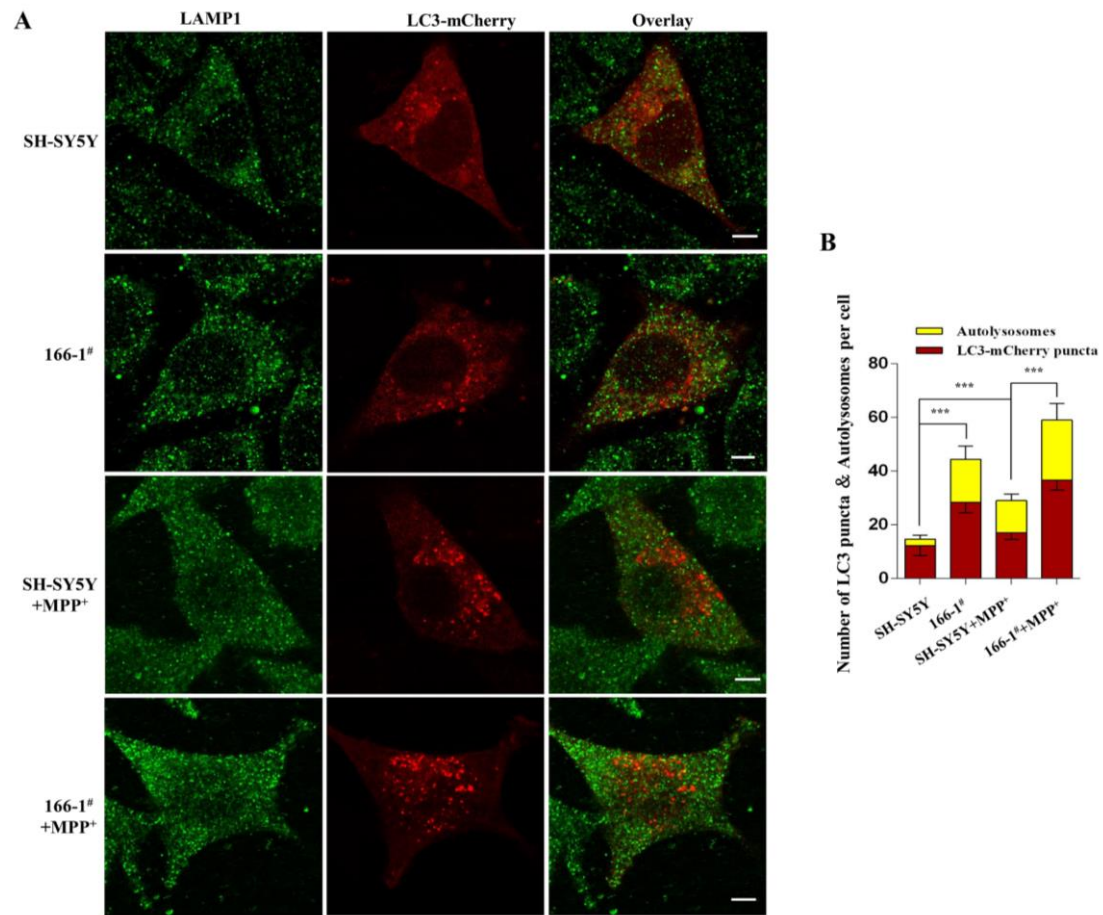 A
LAMP1 LC3-mCherry Overlay
SH-SY5Y
166-1#
SH-SY5Y
+MPP+
166-1#
+MPP+
B
Number of LC3 puncta & Autolysosomes per cell
Autolysosomes
LC3-mCherry puncta
80
60
40
20
0
***
***
***
SH-SY5Y
166-1#
SH-SY5Y+MPP+
166-1#+MPP+